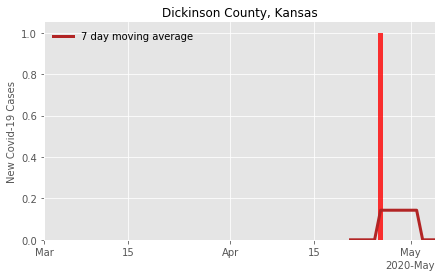 Dickinson County, Kansas
7 day moving average
New Covid-19 Cases
1.0
0.8
0.6
0.4
0.2
0.0
Mar 15 Apr 15 May
2020-May